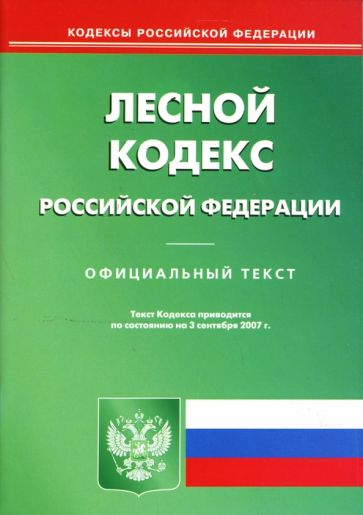 КОДЕКСЫ РОССИЙСКОЙ ФЕДЕРАЦИИ
ЛЕСНОЙ
КОДЕКС
РОССИЙСКОЙ ФЕДЕРАЦИИ
ОФИЦИАЛЬНЫЙ ТЕКСТ
Текст Кодекса приводится
по состоянию на 3 сентября 2007 г.